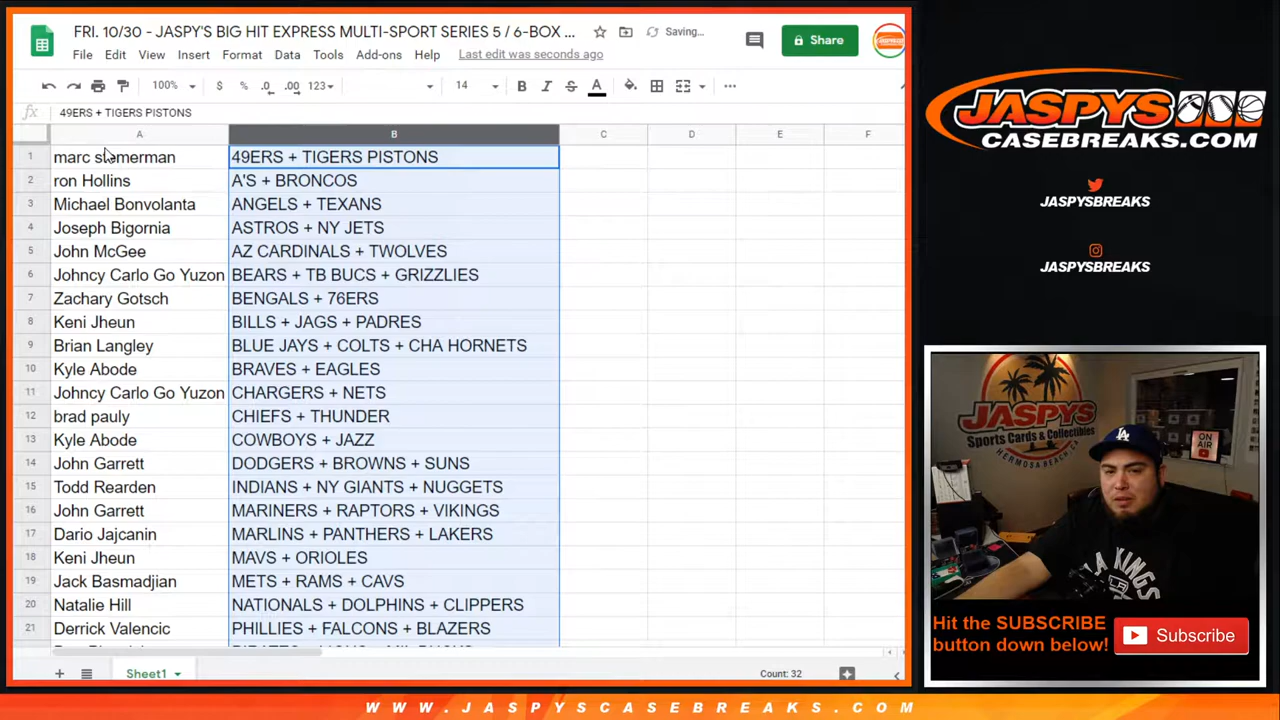 FRI. 10/30 - JASPY'S BIG HIT EXPRESS MULTI-SPORT SERIES 5 / 6-BOX ...
Saving...
Share
File Edit View Insert Format Data Tools Add-ons Help Last edit was seconds ago
100% $ % .0 .00 123 14 B I S A
fx 49ERS + TIGERS PISTONS
A B C D E F
1 marc 49ERS + TIGERS PISTONS
2 ron Hollins A'S + BRONCOS
3 Michael Bonvolanta ANGELS + TEXANS
4 Joseph Bigornia ASTROS + NY JETS
5 John McGee AZ CARDINALS + TWOLVES
6 Johncy Carlo Go Yuzon BEARS + TB BUCS + GRIZZLIES
7 Zachary Gotsch BENGALS + 76ERS
8 Keni Jheun BILLS + JAGS + PADRES
9 Brian Langley BLUE JAYS + COLTS + CHA HORNETS
10 Kyle Abode BRAVES + EAGLES
11 Johncy Carlo Go Yuzon CHARGERS + NETS
12 brad pauly CHIEFS + THUNDER
13 Kyle Abode COWBOYS + JAZZ
14 John Garrett DODGERS + BROWNS + SUNS
15 Todd Rearden INDIANS + NY GIANTS + NUGGETS
16 John Garrett MARINERS + RAPTORS + VIKINGS
17 Dario Jajcanin MARLINS + PANTHERS + LAKERS
18 Keni Jheun MAVS + ORIOLES
19 Jack Basmadjian METS + RAMS + CAVS
20 Natalie Hill NATIONALS + DOLPHINS + CLIPPERS
21 Derrick Valencic PHILLIES + FALCONS + BLAZERS
Sheet1
Count: 32
JASPYS
CASEBREAKS.COM
JASPYSBREAKS
JASPYSBREAKS
JASPYS
Sports Cards & Collectibles
HERMOSA BEACH, CA
ON
AIR
LA
LA KINGS
Hit the SUBSCRIBE
button down below!
Subscribe
WWW.JASPYSCASEBREAKS.COM